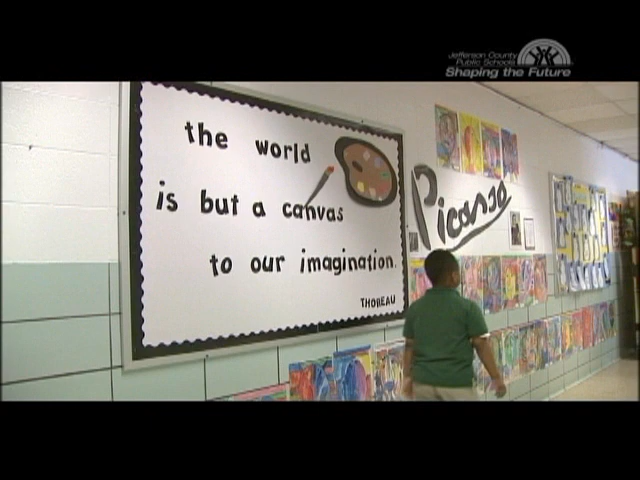 Jefferson County
Public Schools
Shaping the Future
the world
is but a canvas
to our imagination.
THOREAU
Picasso